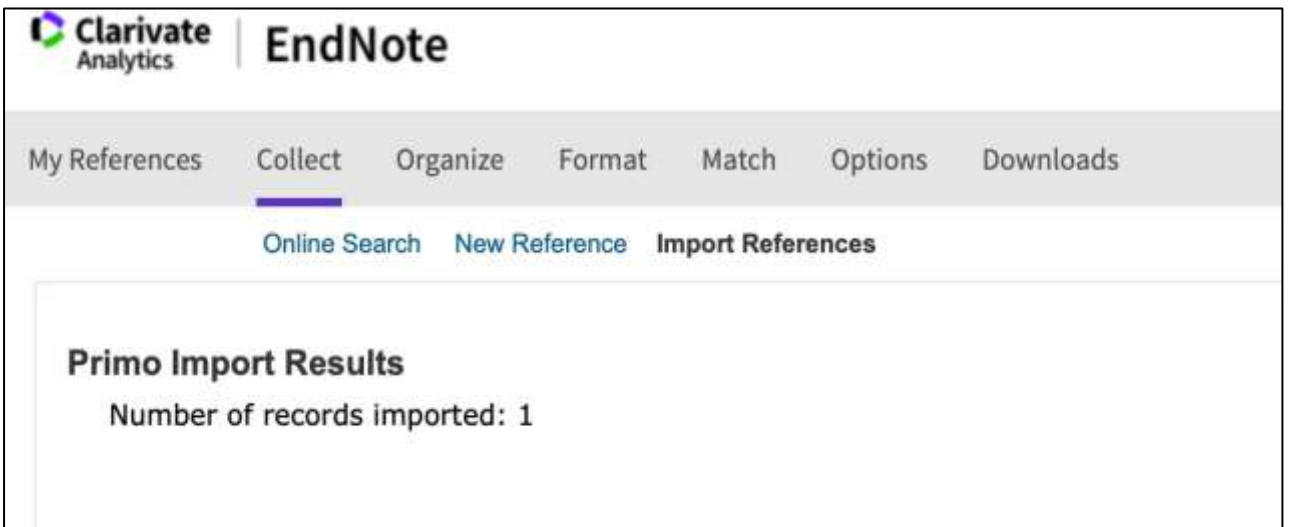 Clarivate
Analytics
EndNote
My References Collect Organize Format Match Options Downloads
Online Search New Reference Import References
Primo Import Results
Number of records imported: 1